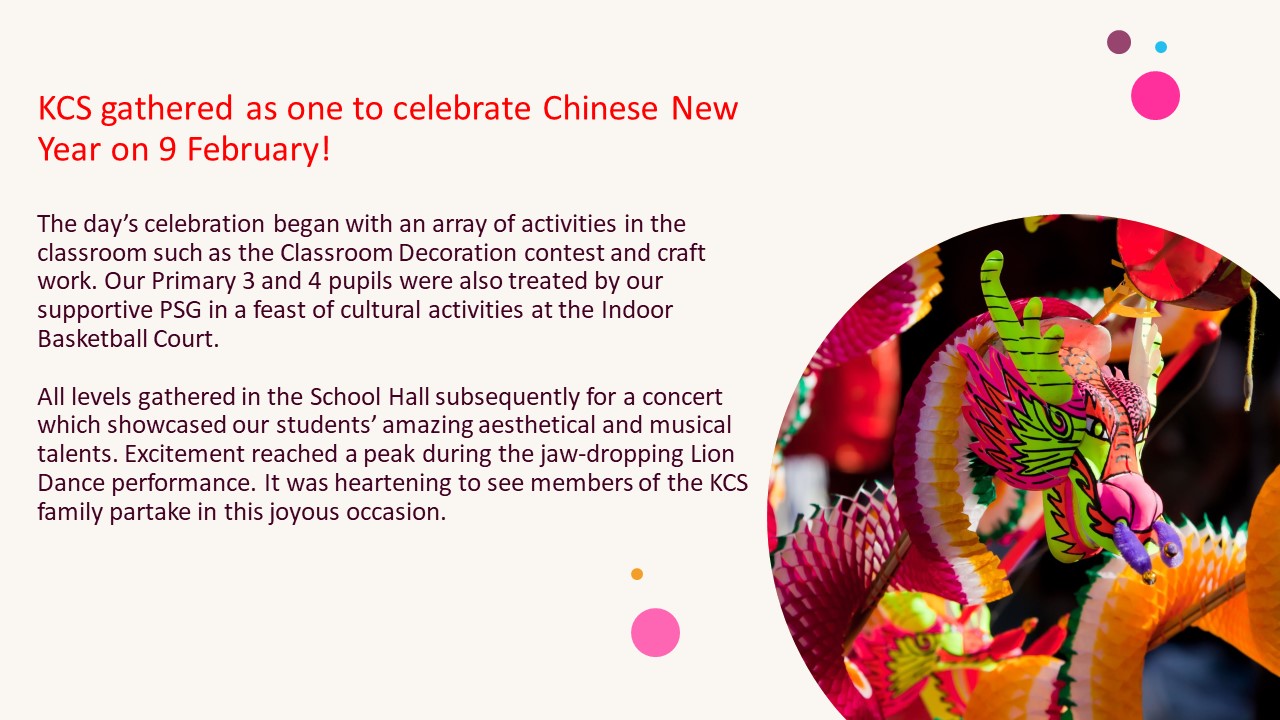 KCS gathered as one to celebrate Chinese New
Year on 9 February!
The day’s celebration began with an array of activities in the
classroom such as the Classroom Decoration contest and craft
work. Our Primary 3 and 4 pupils were also treated by our
supportive PSG in a feast of cultural activities at the Indoor
Basketball Court.
All levels gathered in the School Hall subsequently for a concert
which showcased our students’ amazing aesthetical and musical
talents. Excitement reached a peak during the jaw-dropping Lion
Dance performance. It was heartening to see members of the KCS
family partake in this joyous occasion.